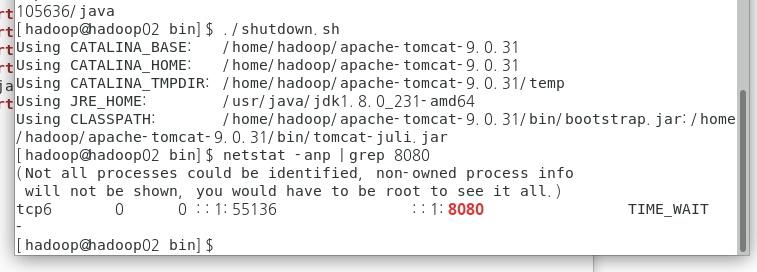 105636/java
[hadoop@hadoop02 bin]$ ./shutdown.sh
Using CATALINA_BASE:   /home/hadoop/apache-tomcat-9.0.31
Using CATALINA_HOME:   /home/hadoop/apache-tomcat-9.0.31
Using CATALINA_TMPDIR: /home/hadoop/apache-tomcat-9.0.31/temp
Using JRE_HOME:        /usr/java/jdk1.8.0_231-amd64
Using CLASSPATH:       /home/hadoop/apache-tomcat-9.0.31/bin/bootstrap.jar:/home
/hadoop/apache-tomcat-9.0.31/bin/tomcat-juli.jar
[hadoop@hadoop02 bin]$ netstat -anp |grep 8080
(Not all processes could be identified, non-owned process info
 will not be shown, you would have to be root to see it all.)
tcp6       0      0 ::1:55136               ::1:8080                TIME_WAIT
-
[hadoop@hadoop02 bin]$